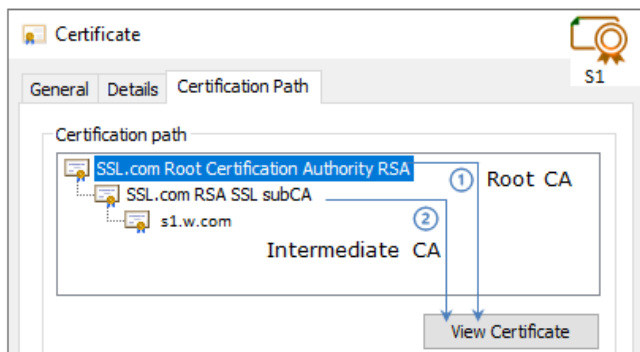 Certificate
S1
General Details Certification Path
Certification path
SSL.com Root Certification Authority RSA
1 Root CA
SSL.com RSA SSL subCA
2
s1.w.com
Intermediate CA
View Certificate